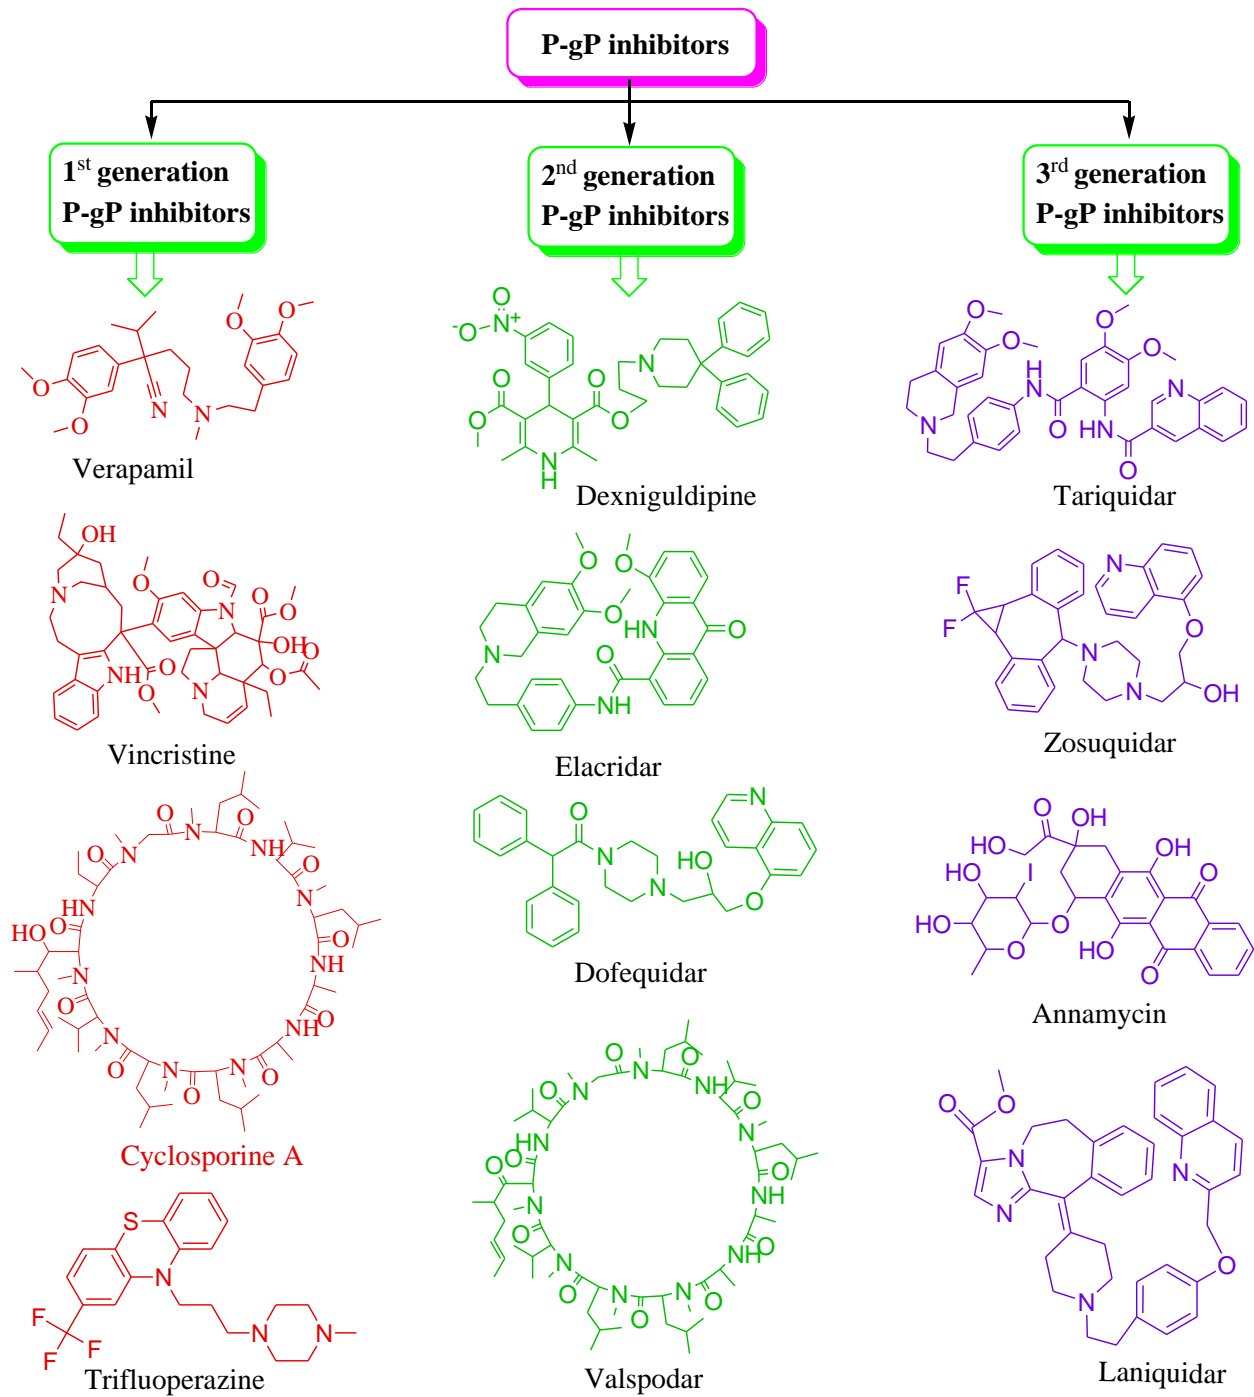 P-gP inhibitors
1st generation
P-gP inhibitors
2nd generation
P-gP inhibitors
3rd generation
P-gP inhibitors
Verapamil
Dexniguldipine
Tariquidar
Vincristine
Elacridar
Zosuquidar
Cyclosporine A
Dofequidar
Annamycin
Trifluoperazine
Valspodar
Laniquidar